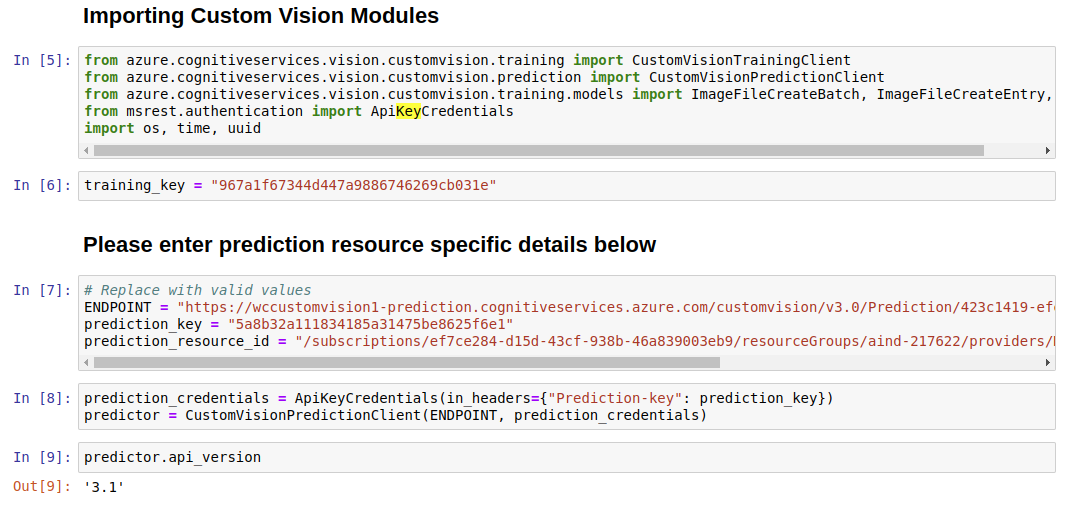 Importing Custom Vision Modules
In [5]: from azure.cognitiveservices.vision.customvision.training import CustomVisionTrainingClient
from azure.cognitiveservices.vision.customvision.prediction import CustomVisionPredictionClient
from azure.cognitiveservices.vision.customvision.training.models import ImageFileCreateBatch, ImageFileCreateEntry,
from msrest.authentication import ApiKeyCredentials
import os, time, uuid
In [6]: training_key = "967a1f67344d447a9886746269cb031e"
Please enter prediction resource specific details below
In [7]: # Replace with valid values
ENDPOINT = "https://wccustomvision1-prediction.cognitiveservices.azure.com/customvision/v3.0/Prediction/423c1419-ef
prediction_key = "5a8b32a111834185a31475be8625f6e1"
prediction_resource_id = "/subscriptions/ef7ce284-d15d-43cf-938b-46a839003eb9/resourceGroups/aind-217622/providers/
In [8]: prediction_credentials = ApiKeyCredentials(in_headers={"Prediction-key": prediction_key})
predictor = CustomVisionPredictionClient(ENDPOINT, prediction_credentials)
In [9]: predictor.api_version
Out[9]: '3.1'